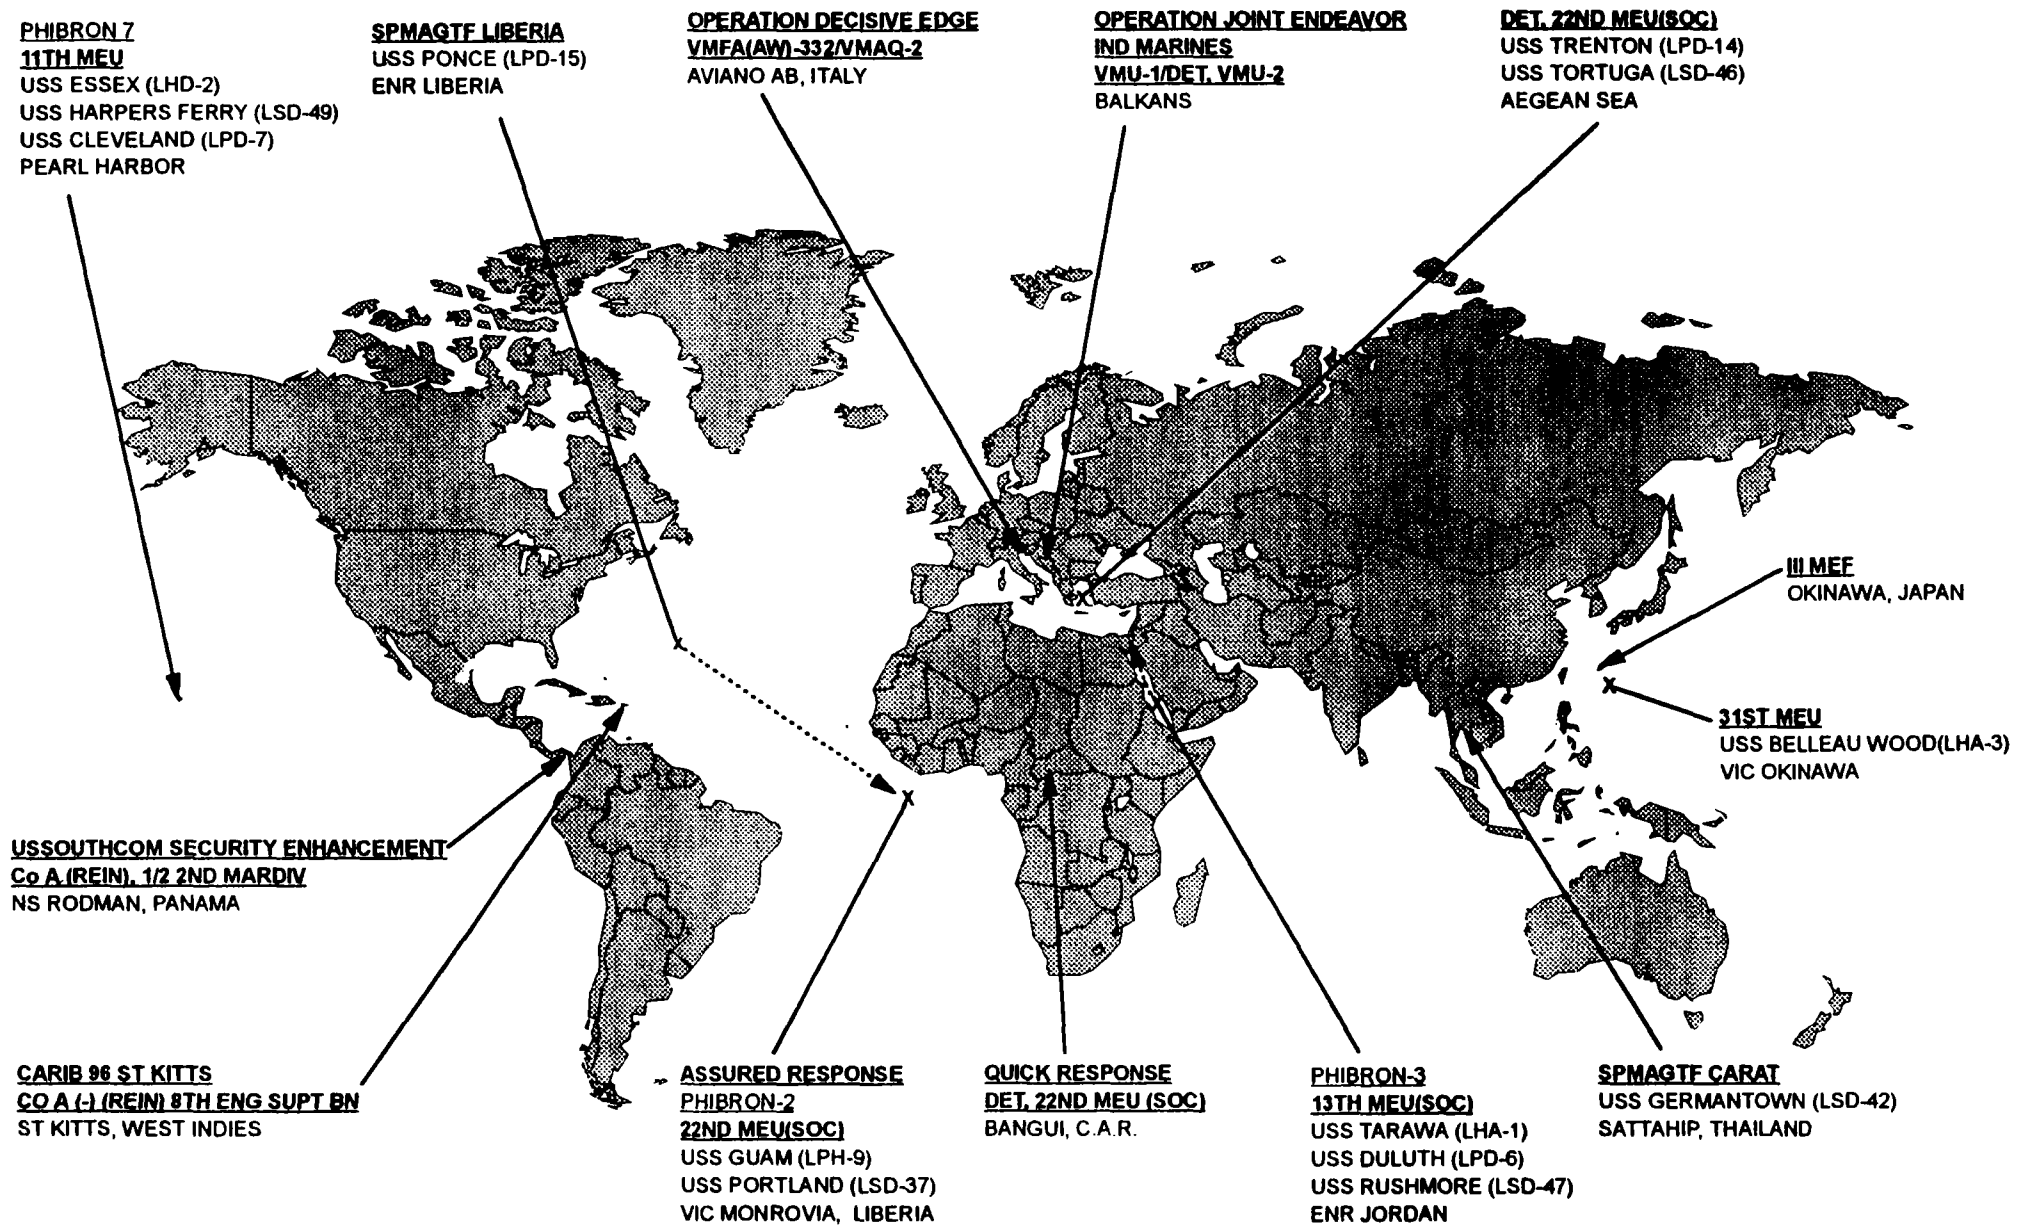 PHIBRON 7
11TH MEU
USS ESSEX (LHD-2)
USS HARPERS FERRY (LSD-49)
USS CLEVELAND (LPD-7)
PEARL HARBOR
SPMAGTF LIBERIA
USS PONCE (LPD-15)
ENR LIBERIA
OPERATION DECISIVE EDGE
VMFA(AW)-332/VMAQ-2
AVIANO AB, ITALY
OPERATION JOINT ENDEAVOR
IND MARINES
VMU-1/DET. VMU-2
BALKANS
DET. 22ND MEU(SOC)
USS TRENTON (LPD-14)
USS TORTUGA (LSD-46)
AEGEAN SEA
III MEF
OKINAWA, JAPAN
31ST MEU
USS BELLEAU WOOD(LHA-3)
VIC OKINAWA
USSOUTHCOM SECURITY ENHANCEMENT
Co A (REIN), 1/2 2ND MARDIV
NS RODMAN, PANAMA
CARIB 96 ST KITTS
CO A (-) (REIN) 8TH ENG SUPT BN
ST KITTS, WEST INDIES
ASSURED RESPONSE
PHIBRON-2
22ND MEU(SOC)
USS GUAM (LPH-9)
USS PORTLAND (LSD-37)
VIC MONROVIA, LIBERIA
QUICK RESPONSE
DET. 22ND MEU (SOC)
BANGUI, C.A.R.
PHIBRON-3
13TH MEU(SOC)
USS TARAWA (LHA-1)
USS DULUTH (LPD-6)
USS RUSHMORE (LSD-47)
ENR JORDAN
SPMAGTF CARAT
USS GERMANTOWN (LSD-42)
SATTAHIP, THAILAND